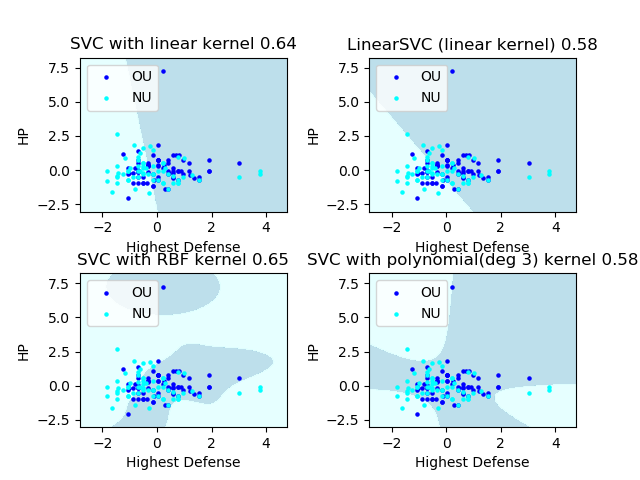 SVC with linear kernel 0.64
7.5
5.0
2.5
0.0
−2.5
HP
OU
NU
−2
0
2
4
Highest Defense
LinearSVC (linear kernel) 0.58
7.5
5.0
2.5
0.0
−2.5
HP
OU
NU
−2
0
2
4
Highest Defense
SVC with RBF kernel 0.65
7.5
5.0
2.5
0.0
−2.5
HP
OU
NU
−2
0
2
4
Highest Defense
SVC with polynomial(deg 3) kernel 0.58
7.5
5.0
2.5
0.0
−2.5
HP
OU
NU
−2
0
2
4
Highest Defense